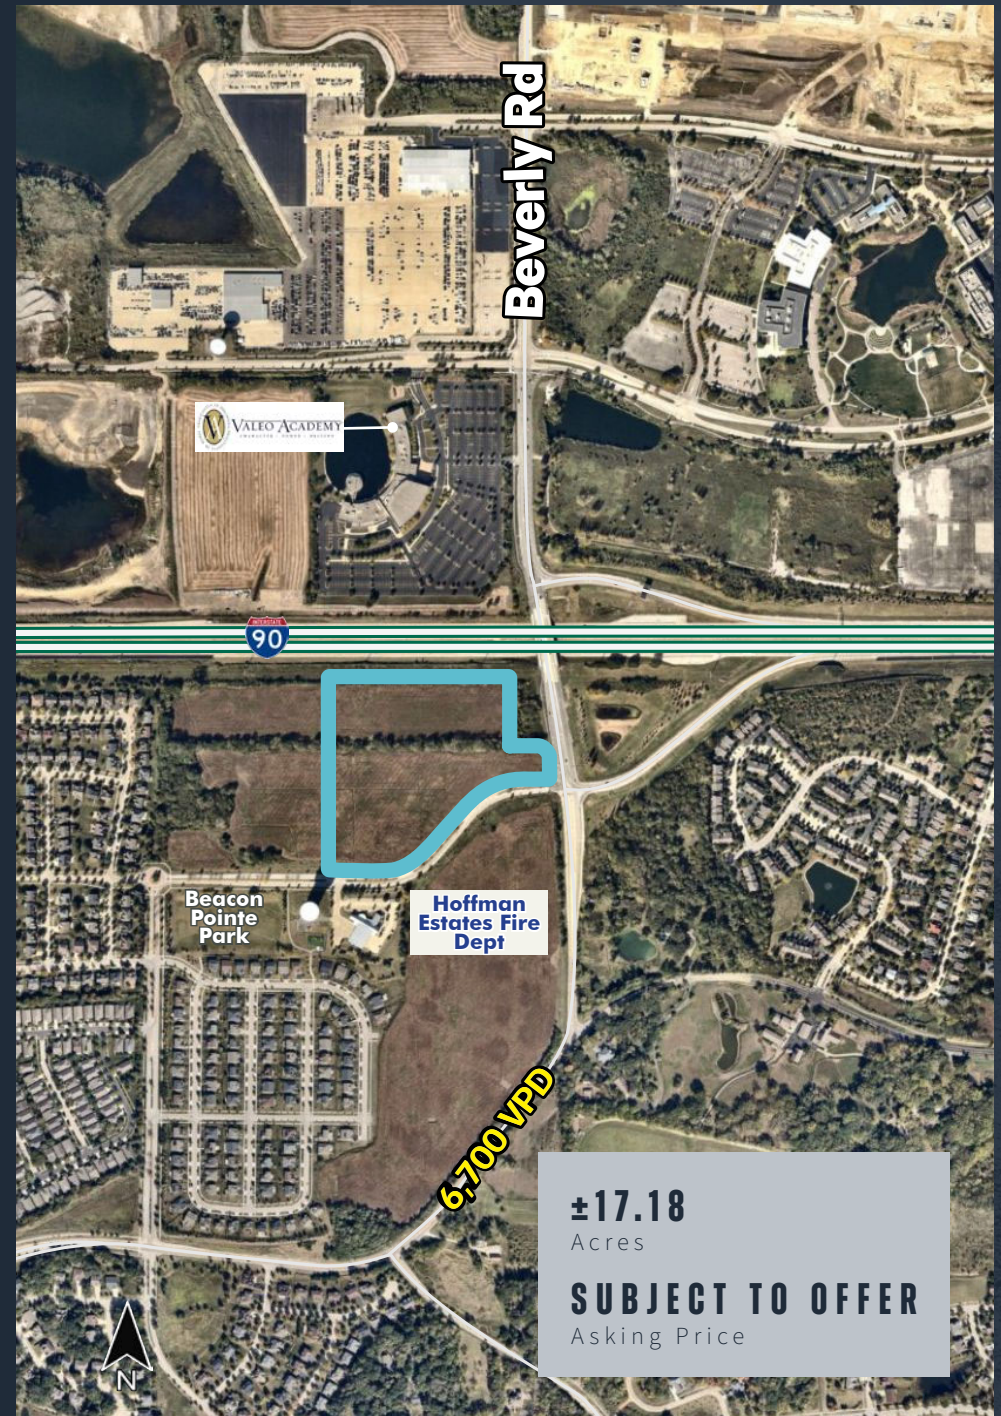 Beverly Rd
VALEO ACADEMY
INTERSTATE
90
Beacon
Pointe
Park
Hoffman
Estates Fire
Dept
6,700 VPD
±17.18
Acres
SUBJECT TO OFFER
Asking Price
N